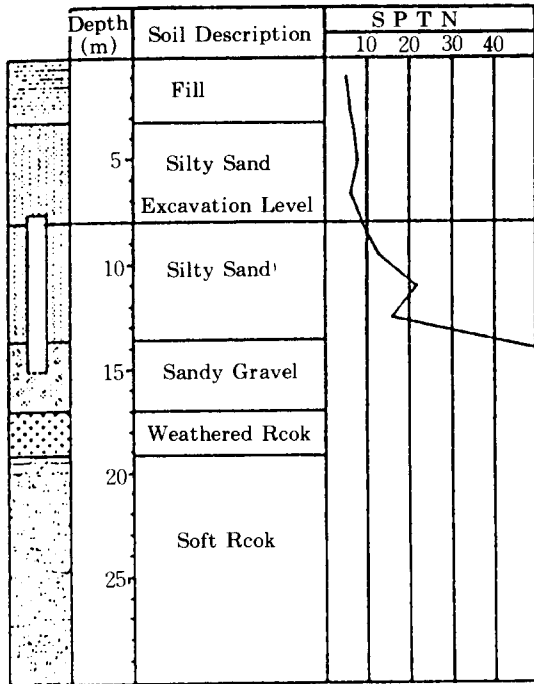 Depth
(m)
Soil Description
S P T N
10 20 30 40
Fill
5
Silty Sand
Excavation Level
10
Silty Sand
15
Sandy Gravel
Weathered Rcok
20
Soft Rcok
25